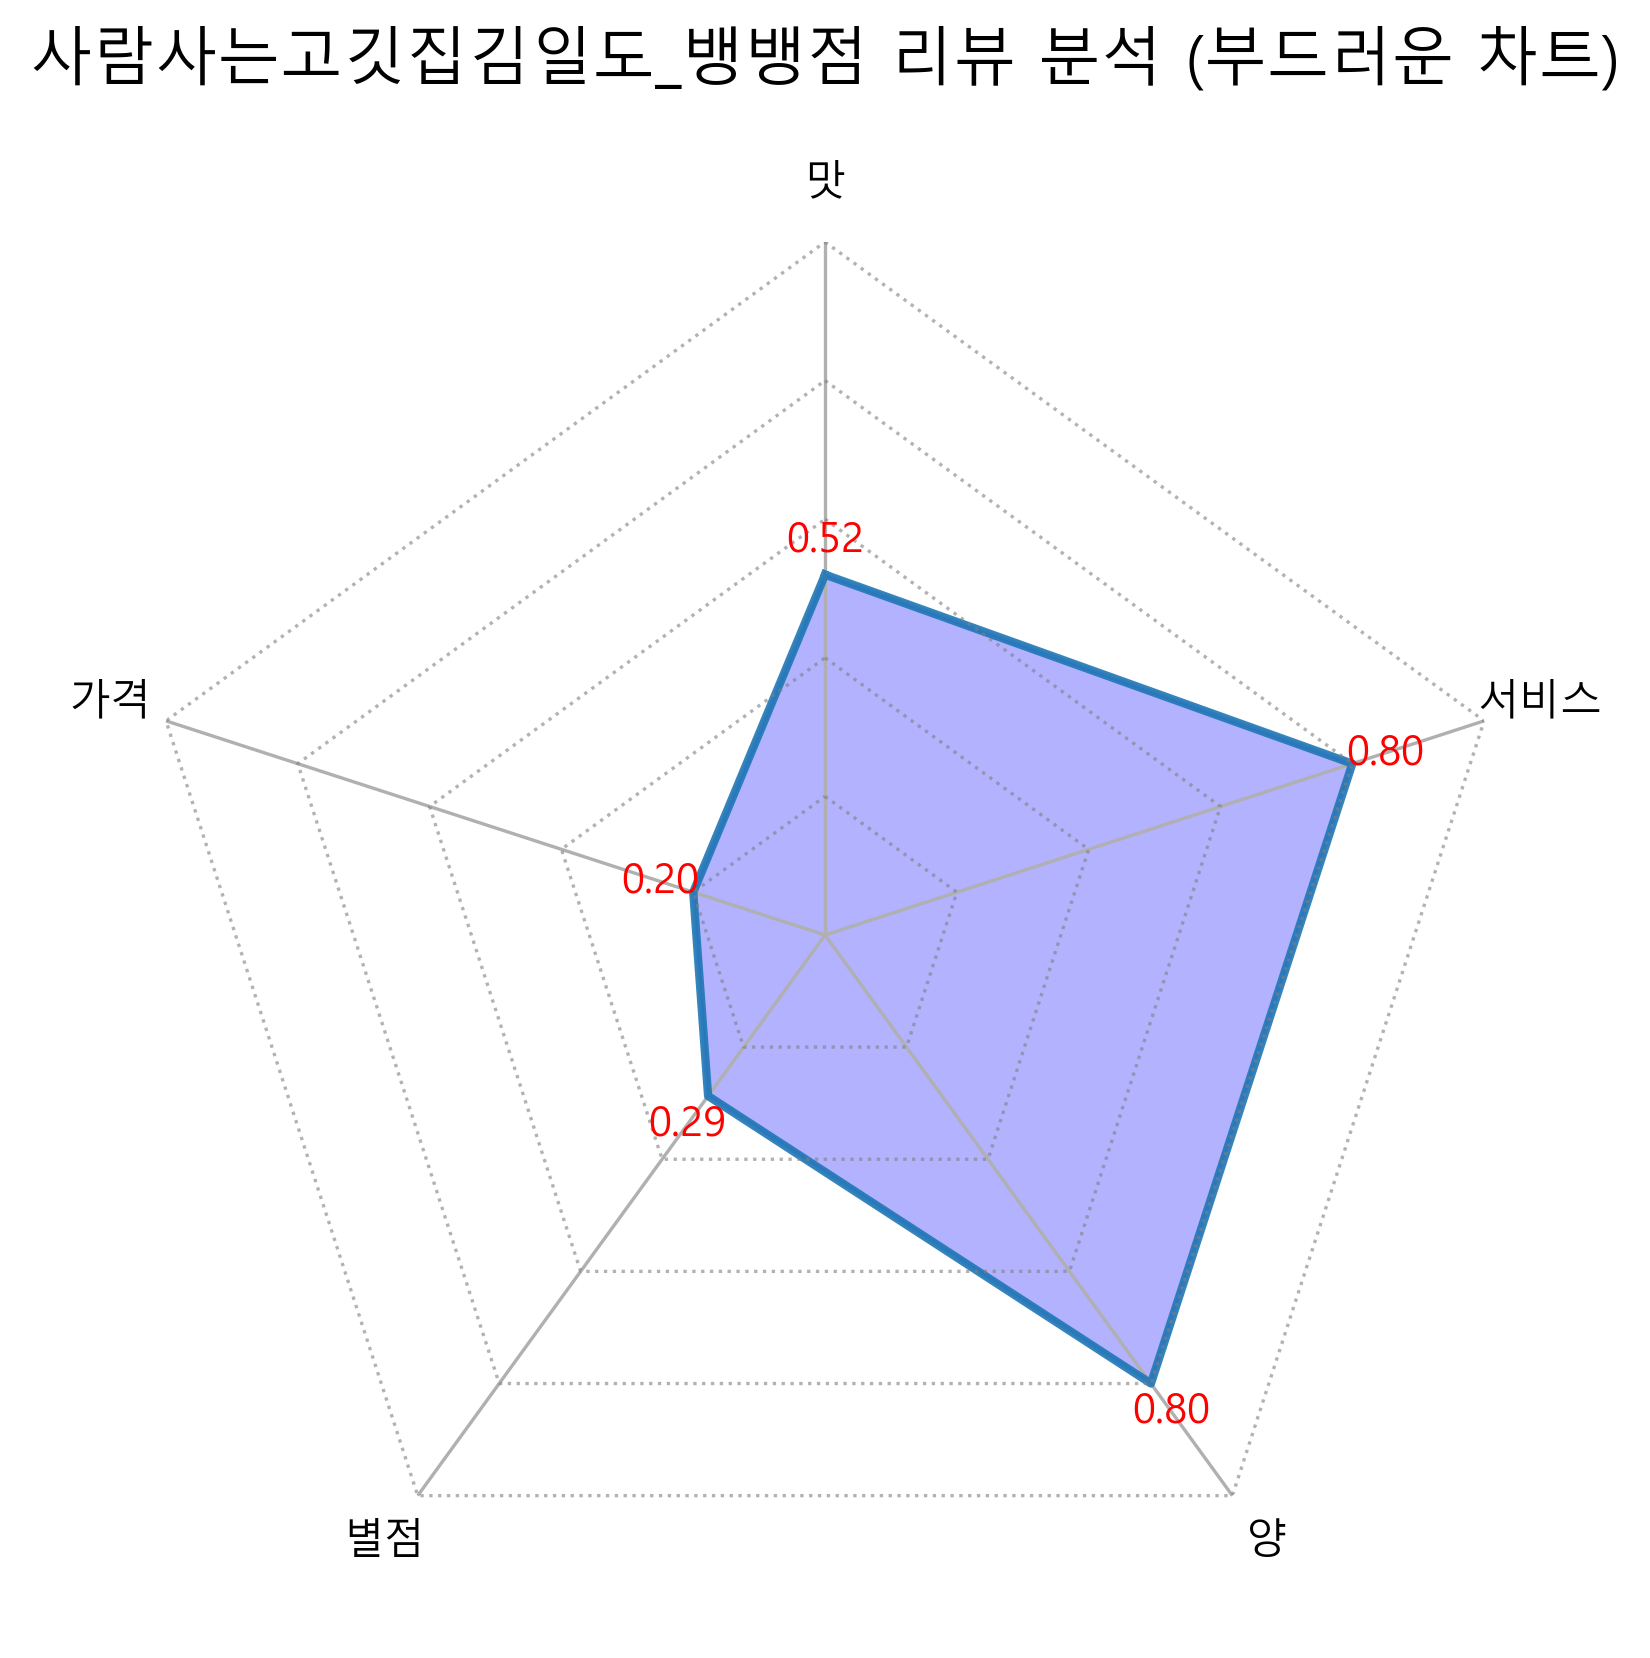 사람사는고깃집김일도_뱅뱅점 리뷰 분석 (부드러운 차트)
맛
0.52
가격
서비스
0.80
0.20
0.29
0.80
별점
양